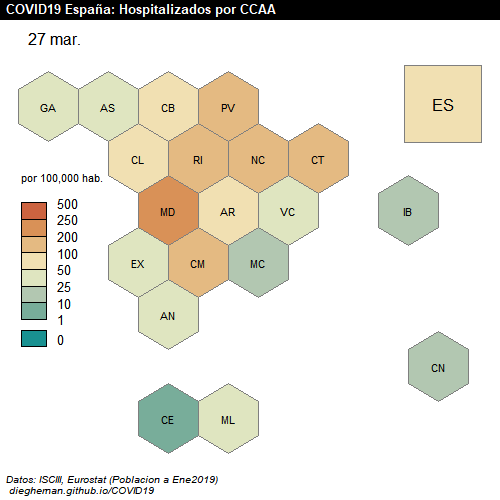 COVID19 España: Hospitalizados por CCAA
27 mar.
GA AS CB PV ES
CL RI NC CT
por 100,000 hab.
500
250
200
100
50
25
10
1
0
MD AR VC IB
EX CM MC
AN
CN
CE ML
Datos: ISCIII, Eurostat (Poblacion a Ene2019)
diegheman.github.io/COVID19